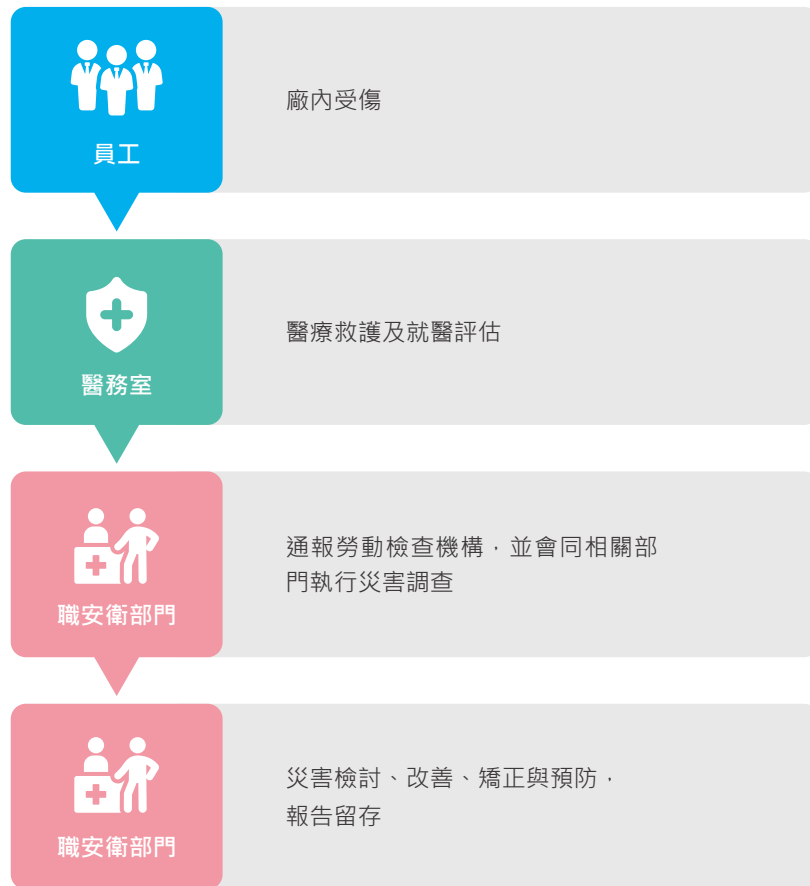 員工
廠內受傷
醫務室
醫療救護及就醫評估
職安衛部門
通報勞動檢查機構，並會同相關部
門執行災害調查
職安衛部門
災害檢討、改善、矯正與預防，
報告留存